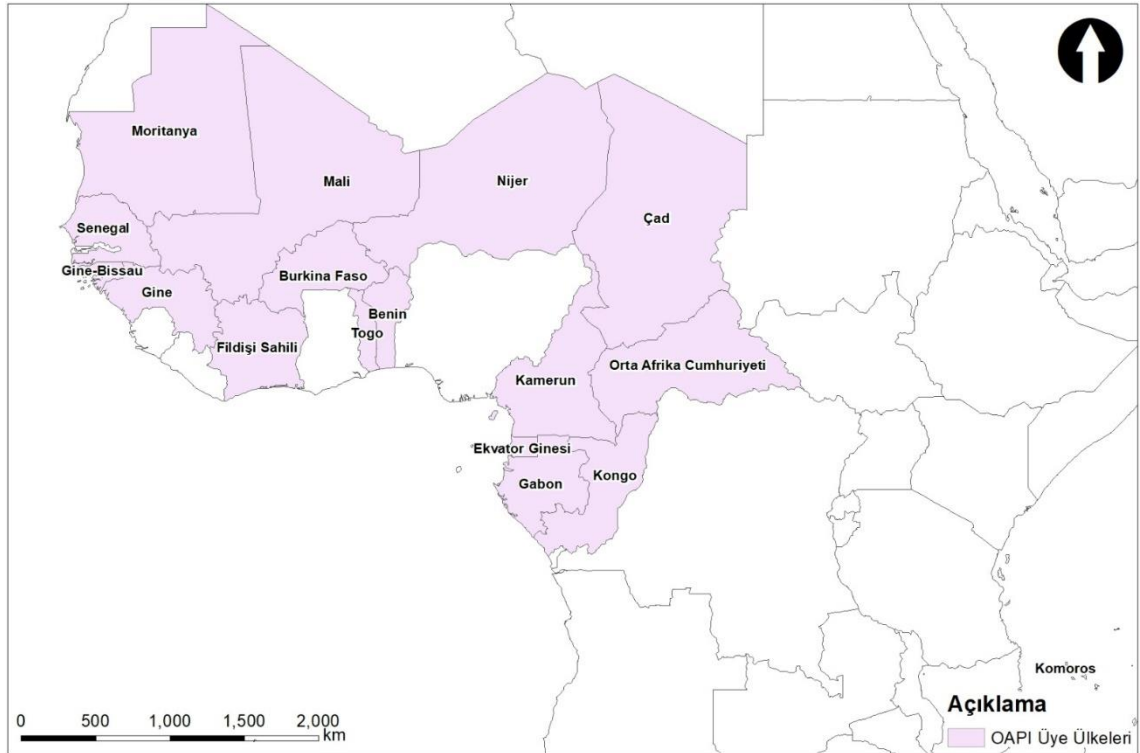 Moritanya
Mali
Nijer
Çad
Senegal
Gine-Bissau
Gine
Burkina Faso
Benin
Togo
Fildişi Sahili
Orta Afrika Cumhuriyeti
Kamerun
Ekvator Ginesi
Gabon
Kongo
Komoros
Açıklama
OAPI Üye Ülkeleri
0 500 1,000 1,500 2,000
km